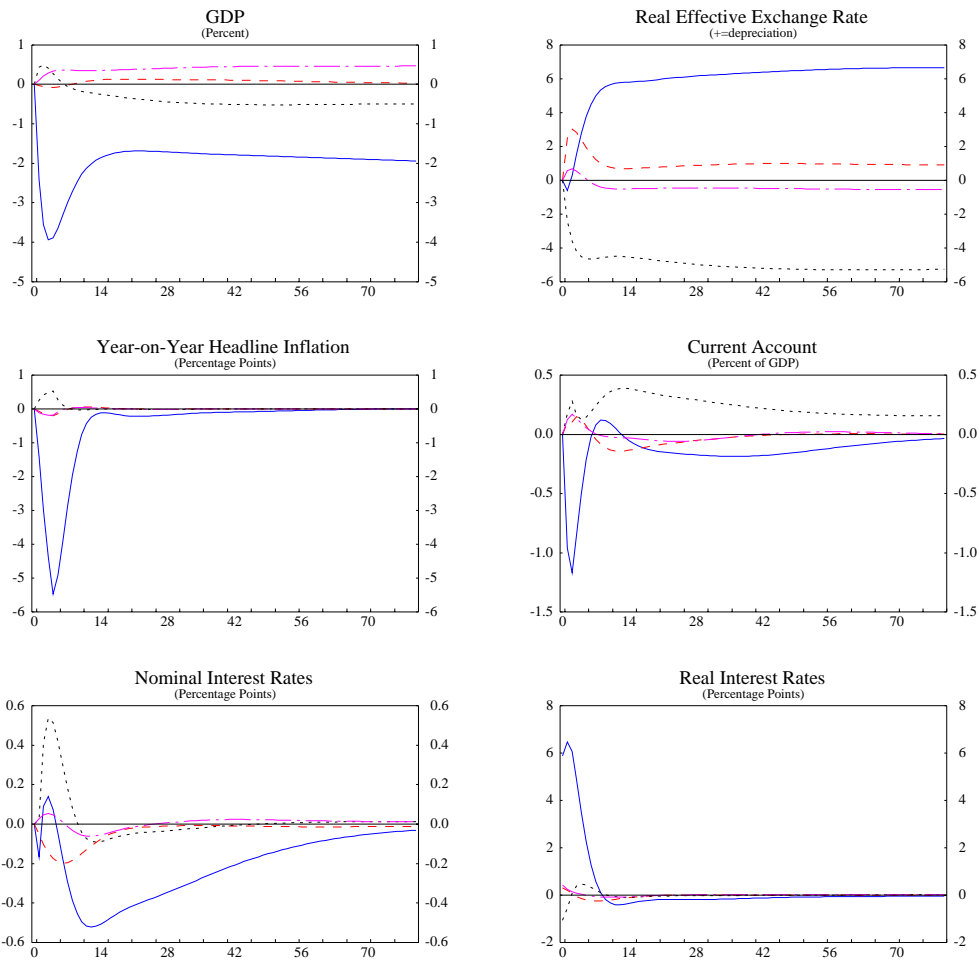 GDP
(Percent)
1 1
0 0
-1 -1
-2 -2
-3 -3
-4 -4
-5 -5
0 14 28 42 56 70
Real Effective Exchange Rate
(+=depreciation)
8 8
6 6
4 4
2 2
0 0
-2 -2
-4 -4
-6 -6
0 14 28 42 56 70
Year-on-Year Headline Inflation
(Percentage Points)
1 1
0 0
-1 -1
-2 -2
-3 -3
-4 -4
-5 -5
-6 -6
0 14 28 42 56 70
Current Account
(Percent of GDP)
0.5 0.5
0.0 0.0
-0.5 -0.5
-1.0 -1.0
-1.5 -1.5
0 14 28 42 56 70
Nominal Interest Rates
(Percentage Points)
0.6 0.6
0.4 0.4
0.2 0.2
0.0 0.0
-0.2 -0.2
-0.4 -0.4
-0.6 -0.6
0 14 28 42 56 70
Real Interest Rates
(Percentage Points)
8 8
6 6
4 4
2 2
0 0
-2 -2
0 14 28 42 56 70